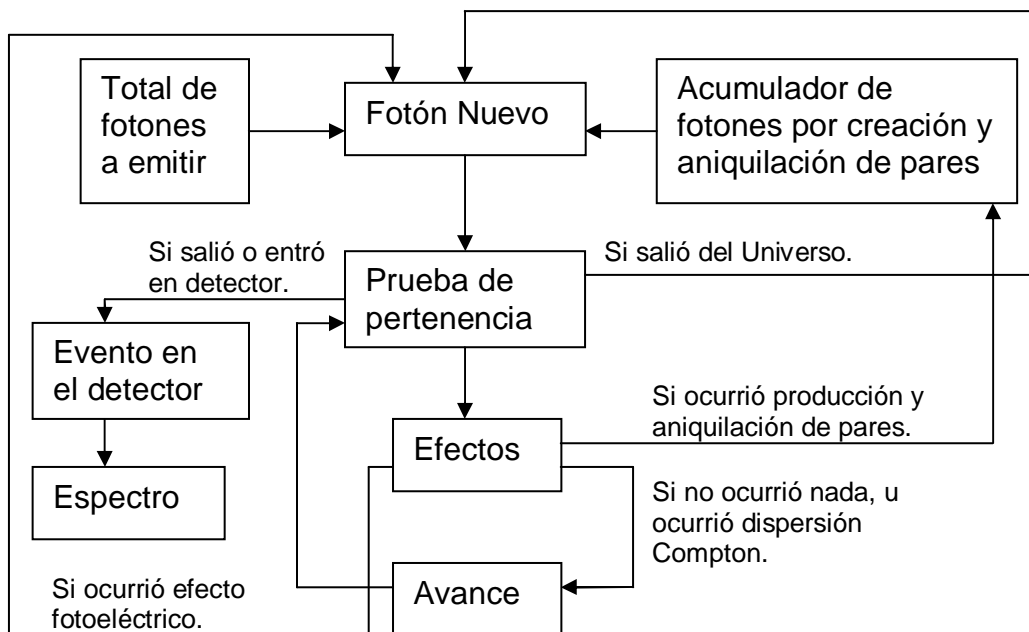 Total de
fotones
a emitir
Fotón Nuevo
Acumulador de
fotones por creación y
aniquilación de pares
Si salió o entró
en detector.
Prueba de
pertenencia
Si salió del Universo.
Evento en
el detector
Si ocurrió producción y
aniquilación de pares.
Efectos
Espectro
Si no ocurrió nada, u
ocurrió dispersión
Compton.
Si ocurrió efecto
fotoeléctrico.
Avance